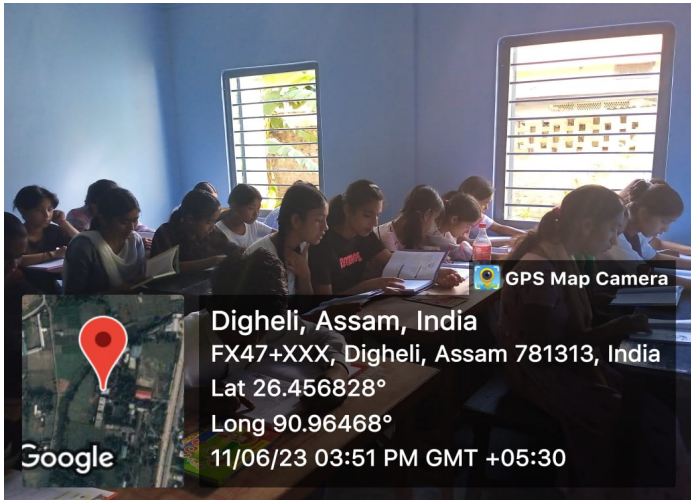 GPS Map Camera
Digheli, Assam, India
FX47+XXX, Digheli, Assam 781313, India
Lat 26.456828°
Long 90.96468°
11/06/23 03:51 PM GMT +05:30
Google